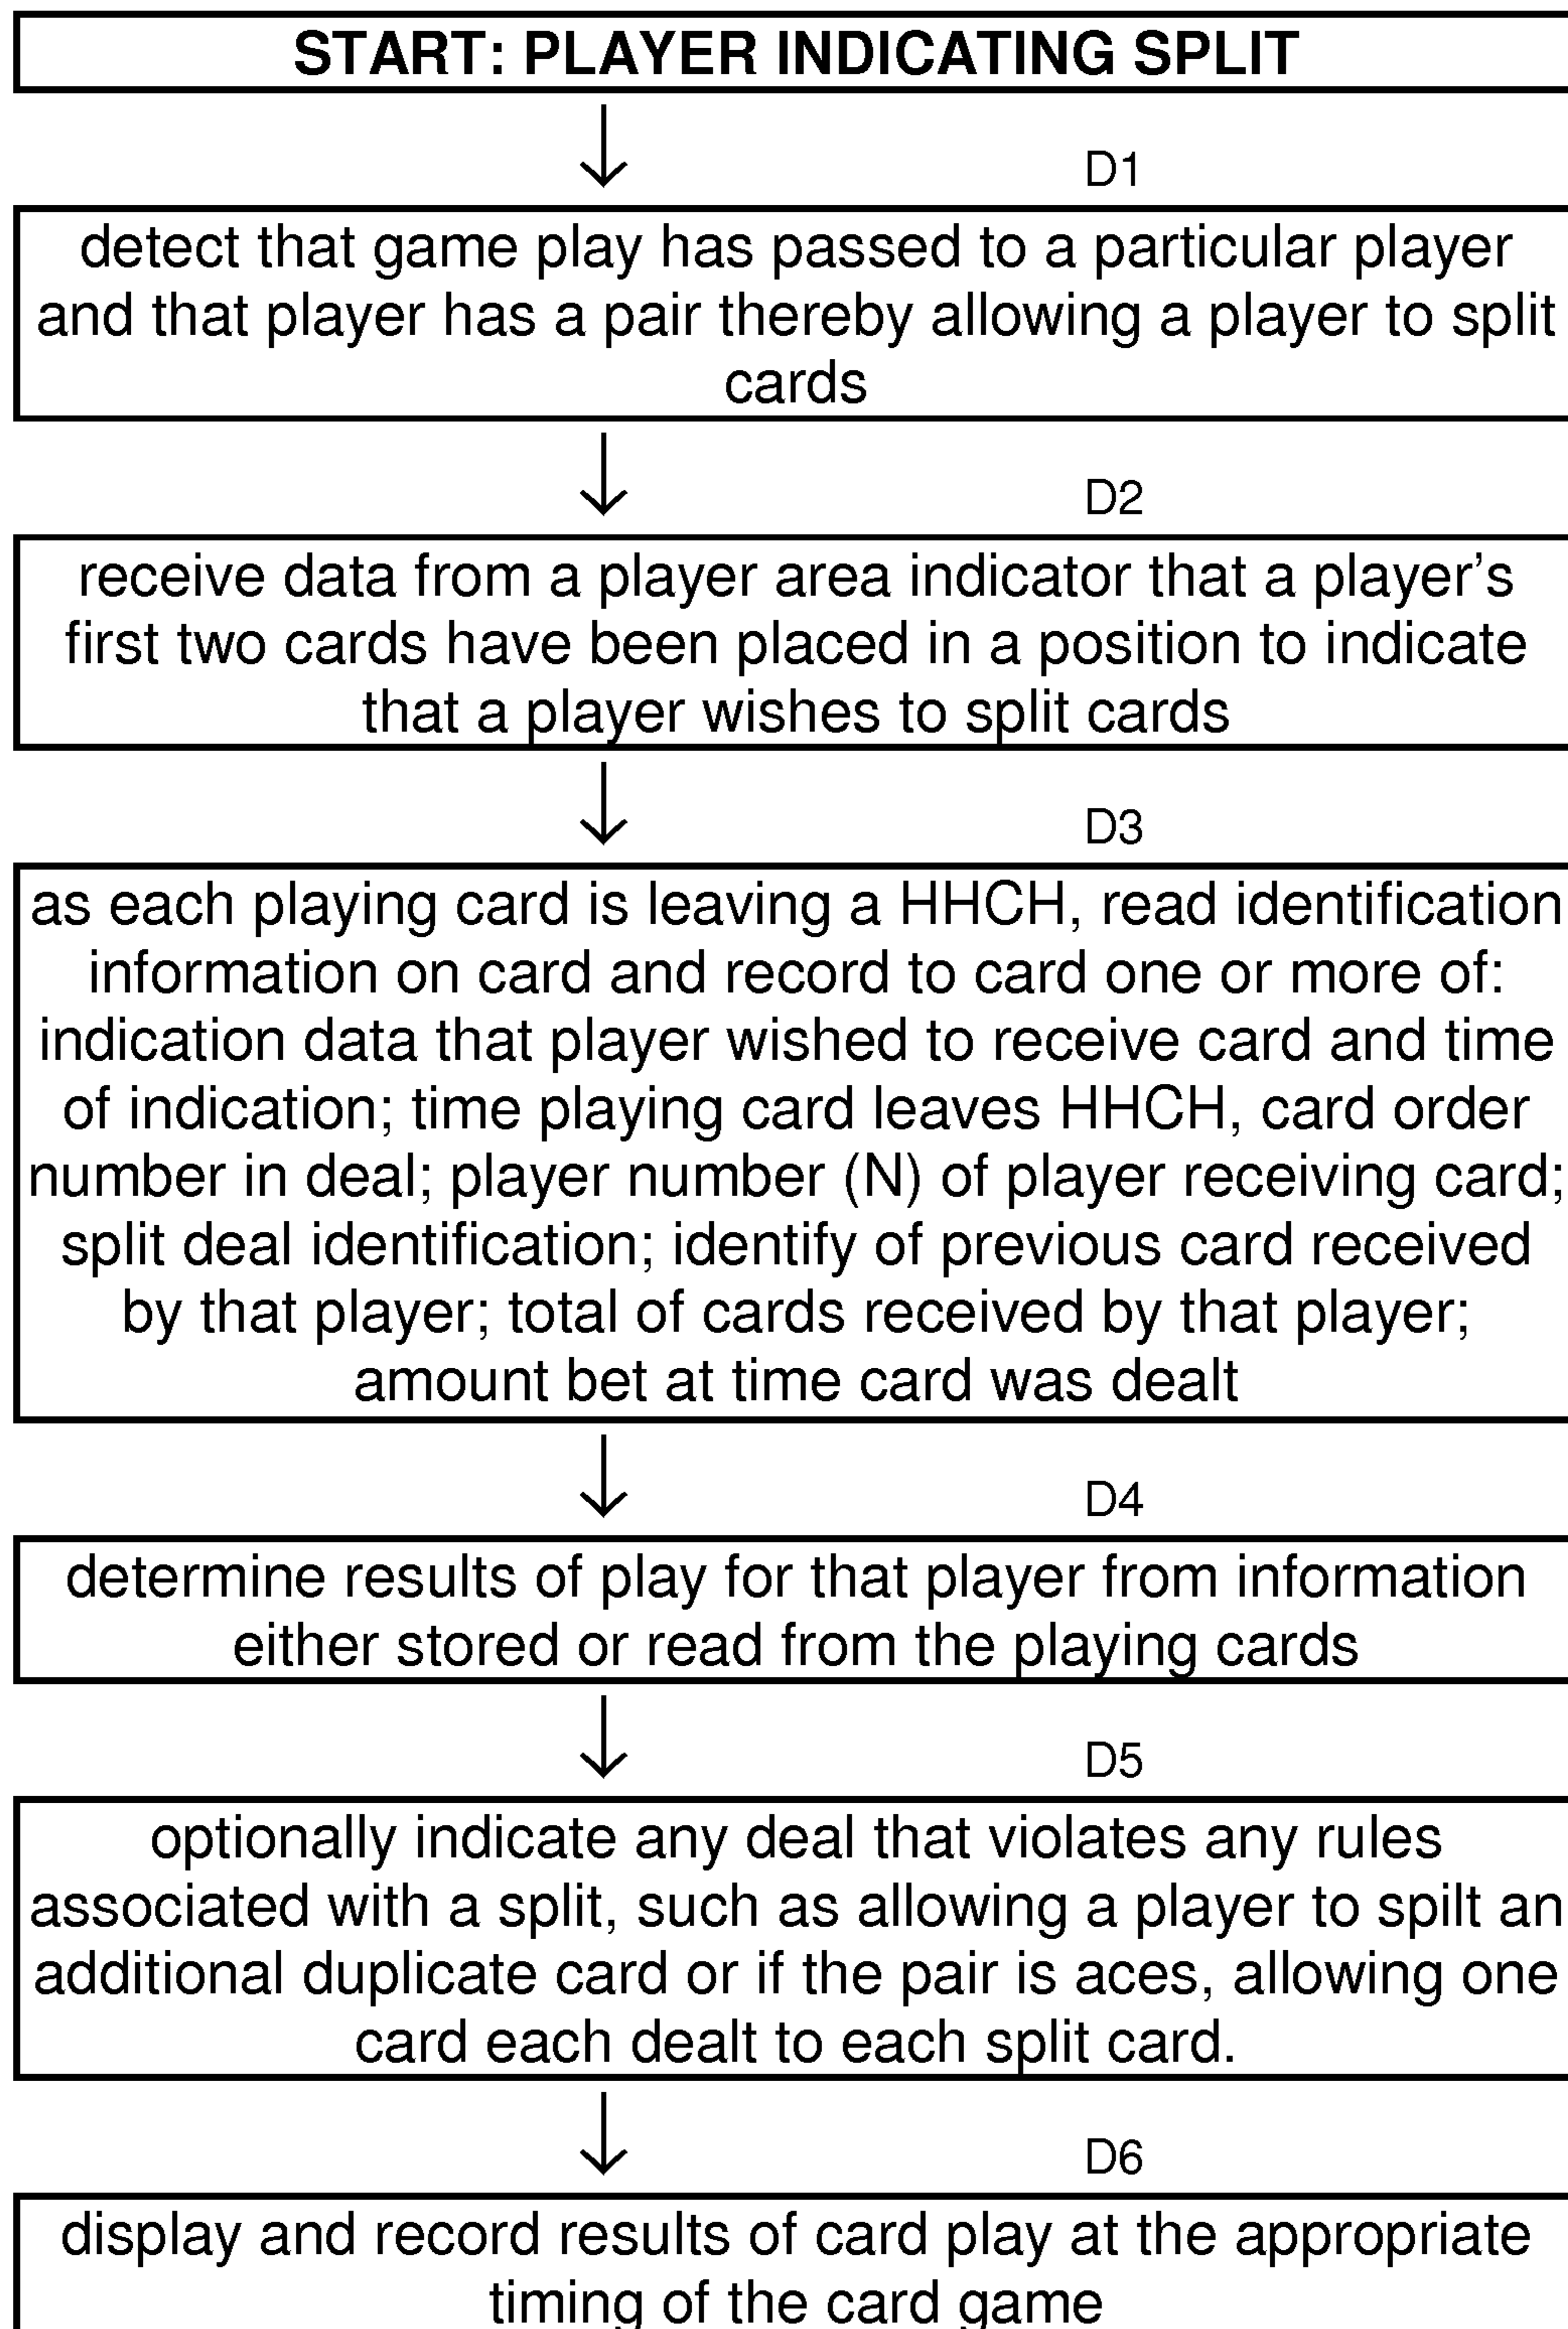 START: PLAYER INDICATING SPLIT
D1
detect that game play has passed to a particular player
and that player has a pair thereby allowing a player to split
cards
D2
receive data from a player area indicator that a player's
first two cards have been placed in a position to indicate
that a player wishes to split cards
D3
as each playing card is leaving a HHCH, read identification
information on card and record to card one or more of:
indication data that player wished to receive card and time
of indication; time playing card leaves HHCH, card order
number in deal; player number (N) of player receiving card;
split deal identification; identify of previous card received
by that player; total of cards received by that player;
amount bet at time card was dealt
D4
determine results of play for that player from information
either stored or read from the playing cards
D5
optionally indicate any deal that violates any rules
associated with a split, such as allowing a player to spilt an
additional duplicate card or if the pair is aces, allowing one
card each dealt to each split card.
D6
display and record results of card play at the appropriate
timing of the card game